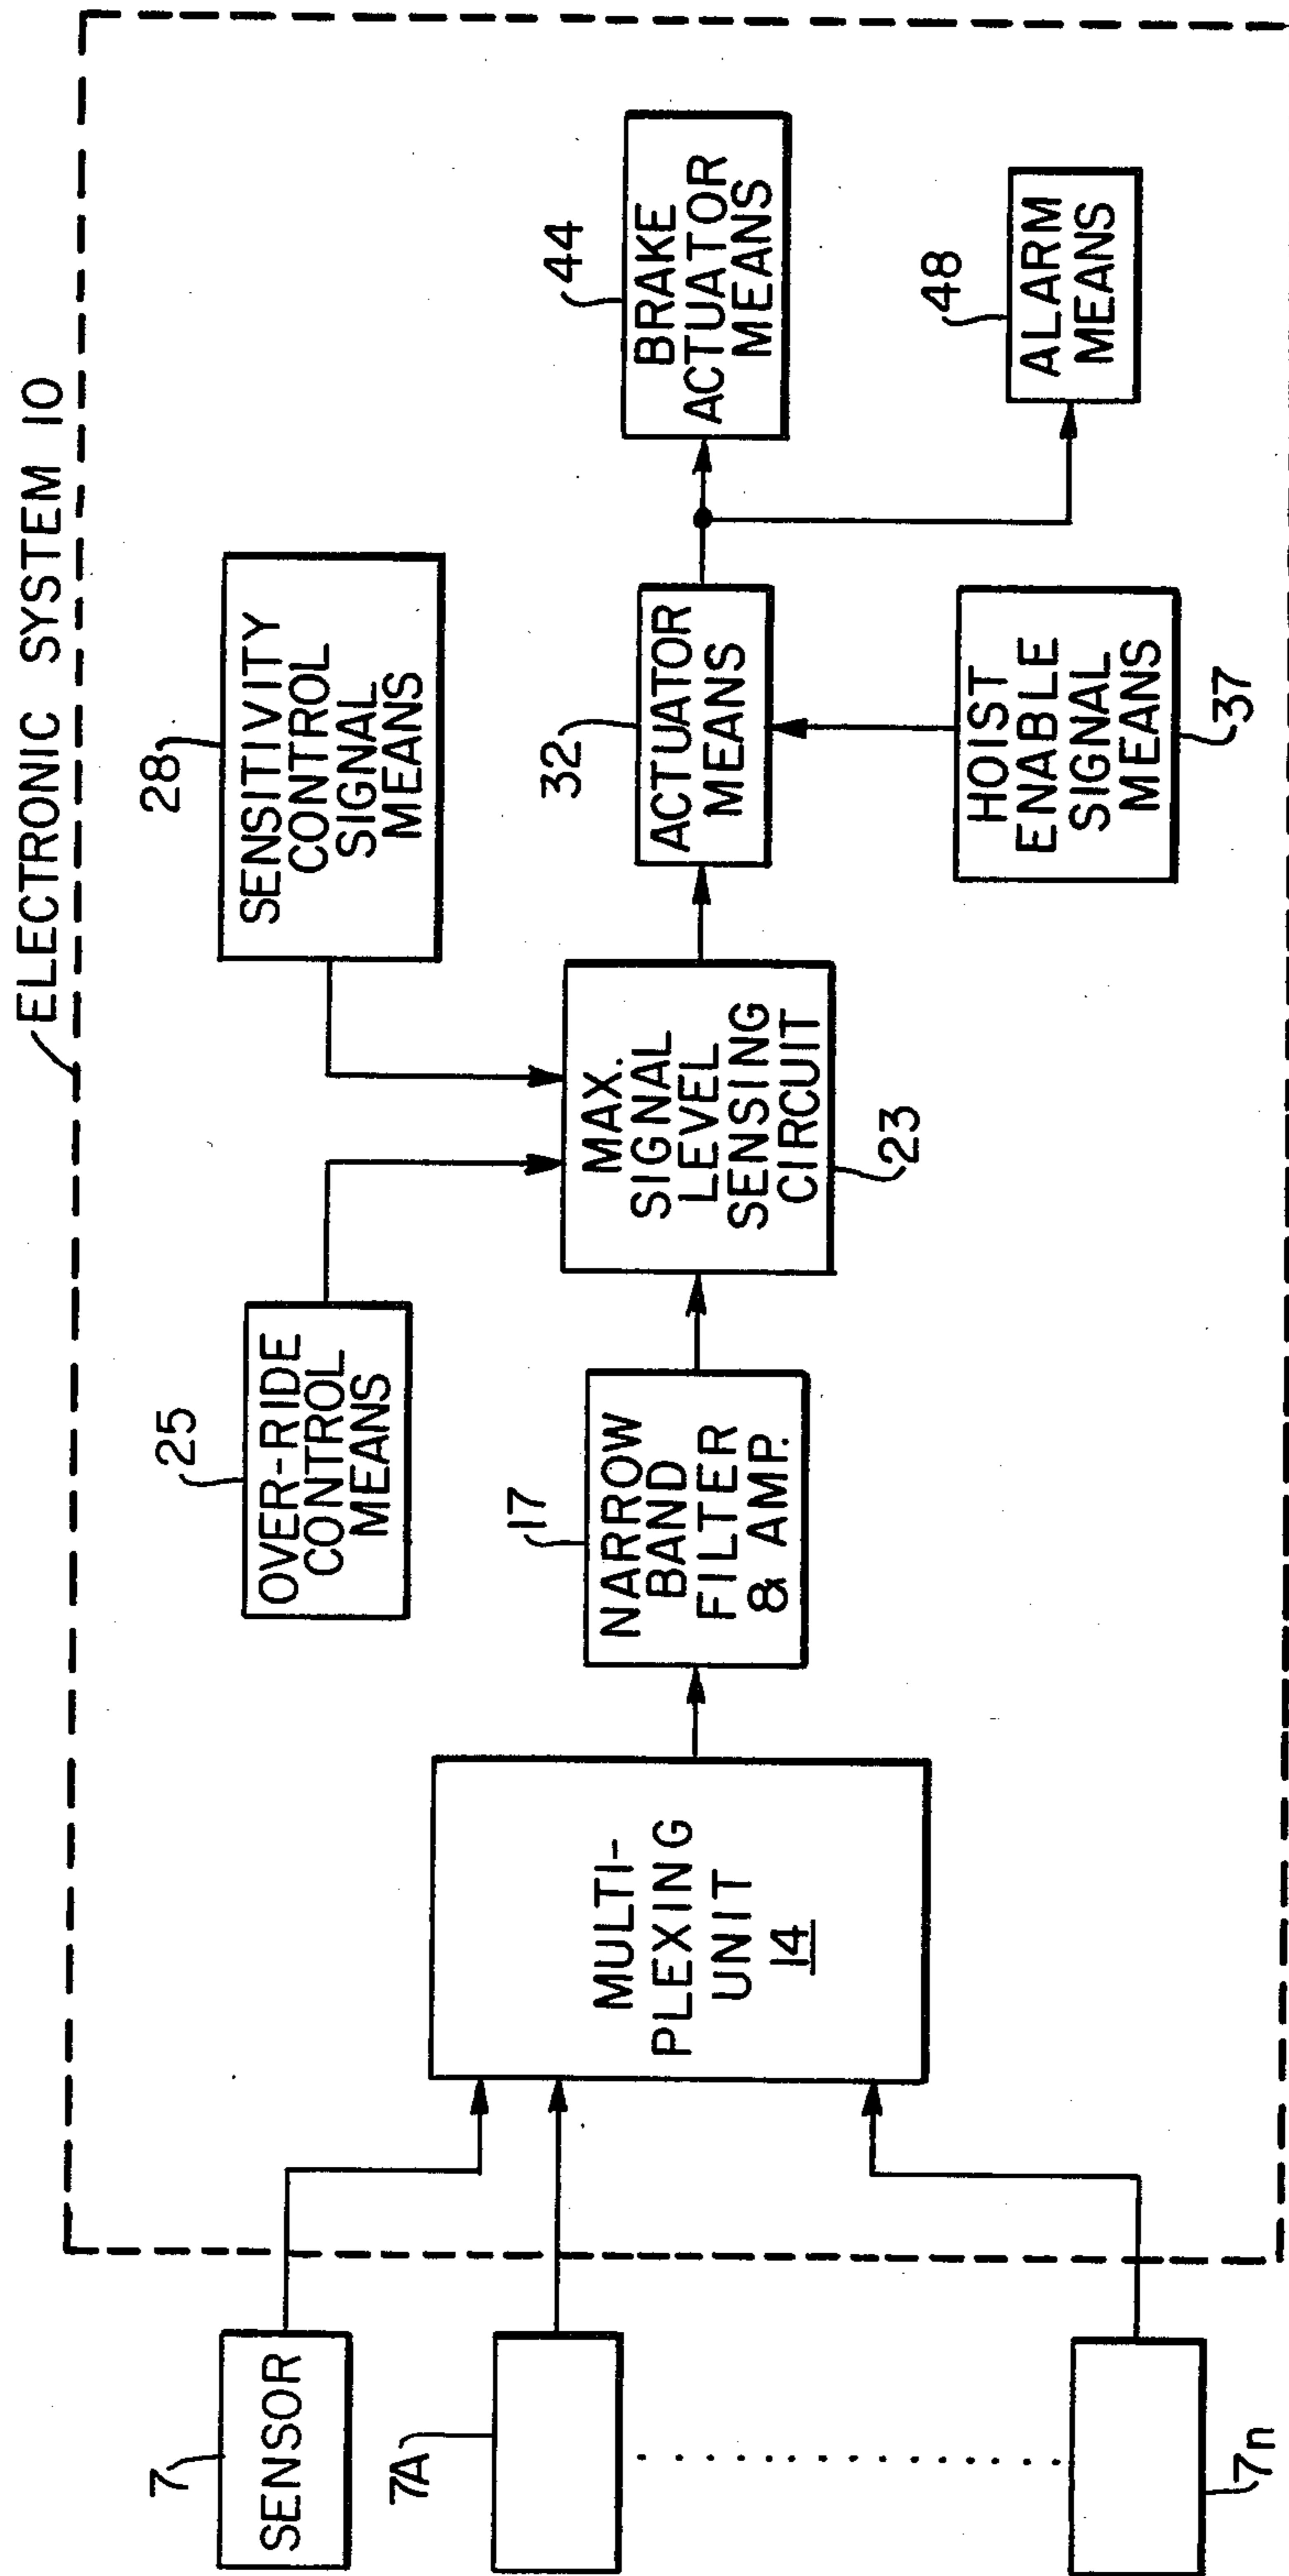 ELECTRONIC SYSTEM 10
7
SENSOR
7A
7n
MULTI-
PLEXING
UNIT
14
17
NARROW
BAND
FILTER
& AMP.
25
OVER-RIDE
CONTROL
MEANS
28
SENSITIVITY
CONTROL
SIGNAL
MEANS
MAX.
SIGNAL
LEVEL
SENSING
CIRCUIT
23
32
ACTUATOR
MEANS
HOIST
ENABLE
SIGNAL
MEANS
37
44
BRAKE
ACTUATOR
MEANS
48
ALARM
MEANS